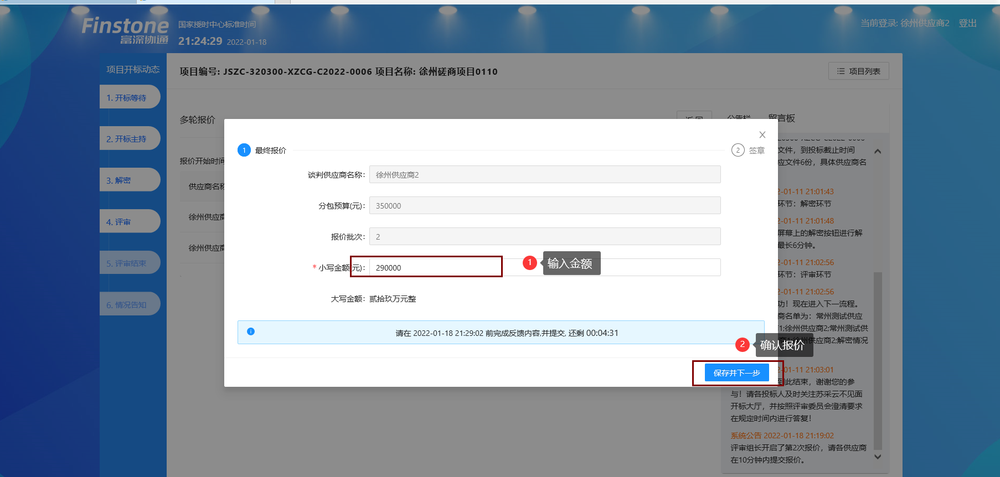 Finstone
富深协通
国家授时中心标准时间
21:24:29 2022-01-18
当前登录: 徐州供应商2 登出
项目开标动态
1. 开标等待
2. 开标主持
3. 解密
4. 评审
5. 评审结束
6. 情况告知
项目编号: JSZC-320300-XZCG-C2022-0006 项目名称: 徐州磋商项目0110
项目列表
多轮报价
返 回
公告栏
留言板
报价开始时间
供应商名称
徐州供应商
徐州供应商
1 最终报价
2 签章
谈判供应商名称: 徐州供应商2
分包预算(元): 350000
报价批次: 2
* 小写金额(元): 290000
1 输入金额
大写金额: 贰拾玖万元整
请在 2022-01-18 21:29:02 前完成反馈内容,并提交, 还剩 00:04:31
2 确认报价
保存并下一步
文件，到投标截止时间
应文件6份，具体供应商名
2-01-11 21:01:43
环节：解密环节
2-01-11 21:01:48
屏幕上的解密按钮进行解
最长6分钟。
2-01-11 21:02:56
环节：评审环节
2-01-11 21:02:56
功！现在进入下一流程。
商名单为：常州测试供应
1;徐州供应商2;常州测试供
商1;徐州供应商2;解密情况
2-01-11 21:03:01
到此结束，谢谢您的参
与！请各投标人及时关注苏采云不见面
开标大厅，并按照评审委员会澄清要求
在规定时间内进行答复！
系统公告 2022-01-18 21:19:02
评审组长开启了第2次报价，请各供应商
在10分钟内提交报价。